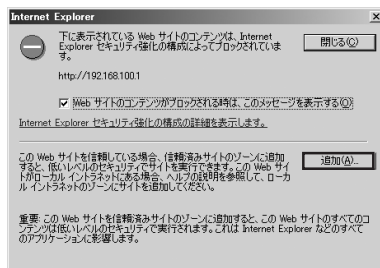 Internet Explorer
下に表示されている Web サイトのコンテンツは、Internet
Explorer セキュリティ強化の構成によってブロックされていま
す。
閉じる(C)
http://192.168.100.1
Web サイトのコンテンツがブロックされる時は、このメッセージを表示する(O)
Internet Explorer セキュリティ強化の構成の詳細を表示します。
この Web サイトを信頼している場合、信頼済みサイトのゾーンに追加
すると、低いレベルのセキュリティでサイトを実行できます。この Web サイ
トがローカル イントラネットにある場合、ヘルプの説明を参照して、ローカ
ル イントラネットのゾーンにサイトを追加してください。
追加(A)...
重要: この Web サイトを信頼済みサイトのゾーンに追加すると、この Web サイトのすべてのコ
ンテンツは低いレベルのセキュリティで実行されます。これは Internet Explorer などのすべて
のアプリケーションに影響します。